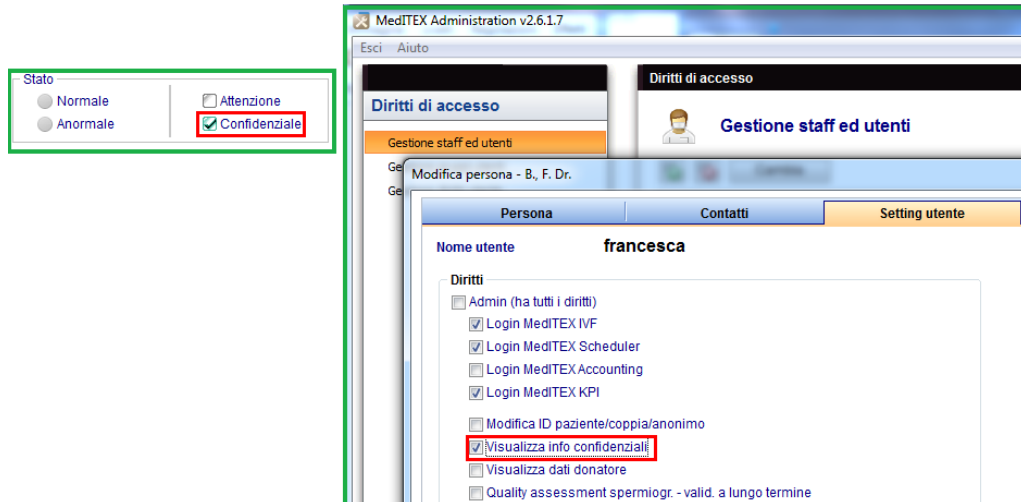 Stato
Normale
Attenzione
Anormale
Confidenziale
MedITEX Administration v2.6.1.7
Esci Aiuto
Diritti di accesso
Diritti di accesso
Gestione staff ed utenti
Gestione staff ed utenti
Ge
Ge
Modifica persona - B., F. Dr.
Persona
Contatti
Setting utente
Nome utente
francesca
Diritti
Admin (ha tutti i diritti)
Login MedITEX IVF
Login MedITEX Scheduler
Login MedITEX Accounting
Login MedITEX KPI
Modifica ID paziente/coppia/anonimo
Visualizza info confidenziali
Visualizza dati donatore
Quality assessment spermiogr. - valid. a lungo termine